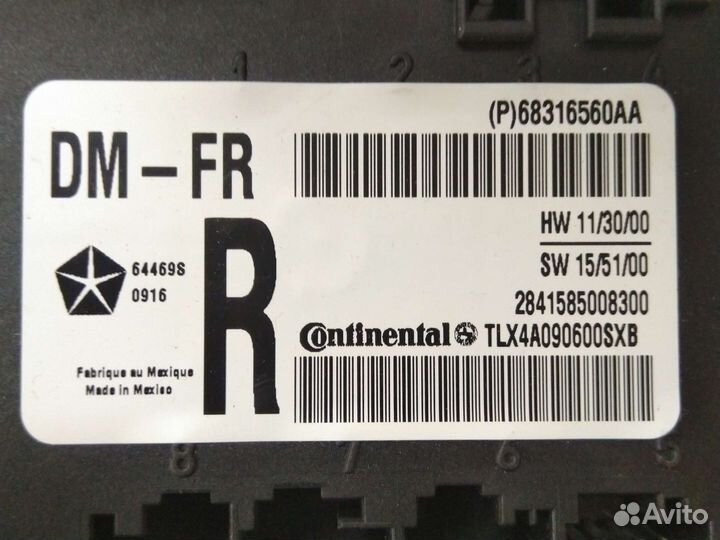 1 2 3 4
(P)68316560AA
DM-FR
R
HW 11/30/00
SW 15/51/00
64469S
0916
2841585008300
Continental TLX4A090600SXB
Fabrique au Mexique
Made in Mexico
8 7 6 5
Avito